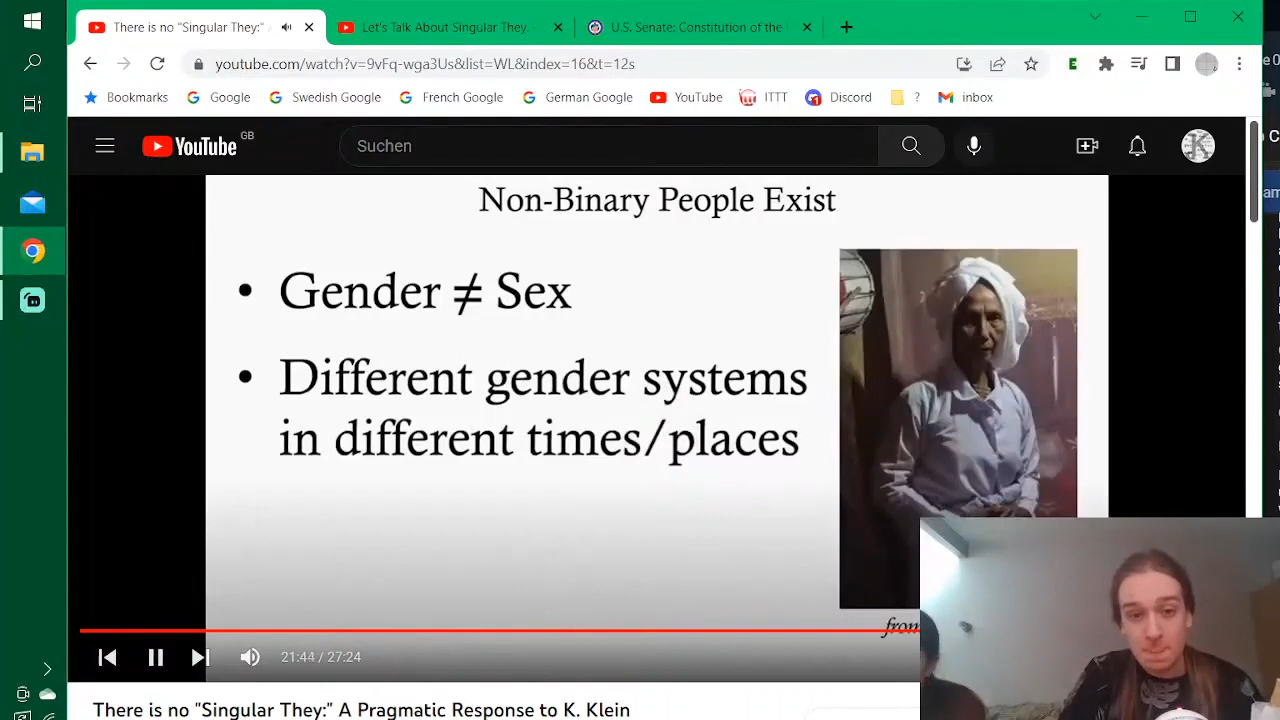 There is no "Singular They:"
Let's Talk About Singular They.
U.S. Senate: Constitution of the
youtube.com/watch?v=9vFq-wga3Us&list=WL&index=16&t=12s
Bookmarks Google Swedish Google French Google German Google YouTube ITTT Discord ? inbox
YouTube GB
Suchen
Non-Binary People Exist
• Gender ≠ Sex
• Different gender systems
in different times/places
from
21:44 / 27:24
There is no "Singular They:" A Pragmatic Response to K. Klein